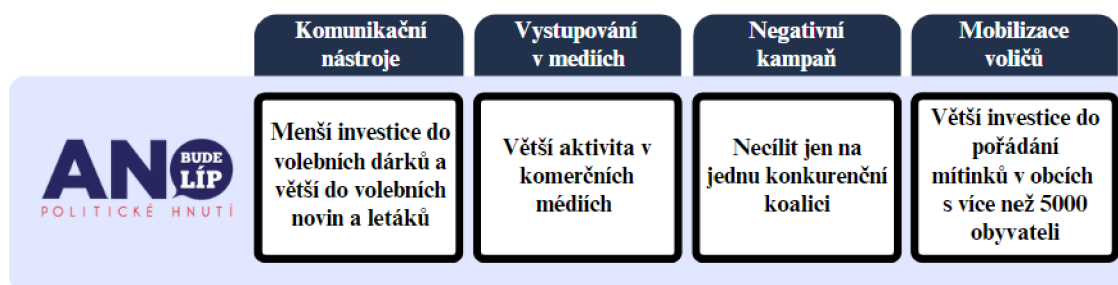 Komunikační
nástroje
Vystupování
v mediích
Negativní
kampaň
Mobilizace
voličů
ANO
BUDE
LÍP
POLITICKÉ HNUTÍ
Menší investice do
volebních dárků a
větší do volebních
novin a letáků
Větší aktivita v
komerčních
médiích
Necílit jen na
jednu konkurenční
koalici
Větší investice do
pořádání
mítinků v obcích
s více než 5000
obyvateli